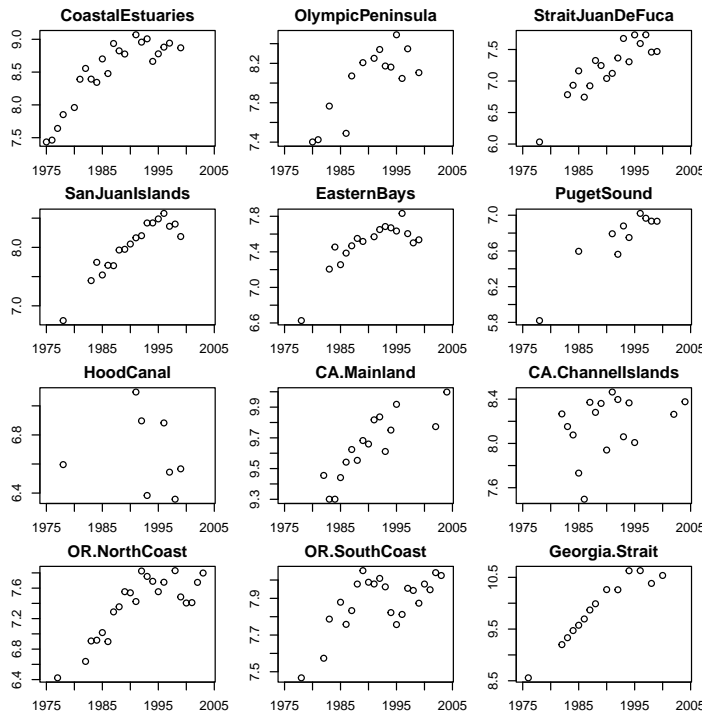 CoastalEstuaries
9.0
8.5
8.0
7.5
1975 1985 1995 2005
OlympicPeninsula
8.2
7.8
7.4
1975 1985 1995 2005
StraitJuanDeFuca
7.5
7.0
6.5
6.0
1975 1985 1995 2005
SanJuanIslands
8.0
7.0
1975 1985 1995 2005
EasternBays
7.8
7.4
7.0
6.6
1975 1985 1995 2005
PugetSound
7.0
6.6
6.2
5.8
1975 1985 1995 2005
HoodCanal
6.8
6.4
1975 1985 1995 2005
CA.Mainland
9.9
9.7
9.5
9.3
1975 1985 1995 2005
CA.ChannelIslands
8.4
8.0
7.6
1975 1985 1995 2005
OR.NorthCoast
7.6
7.2
6.8
6.4
1975 1985 1995 2005
OR.SouthCoast
7.9
7.7
7.5
1975 1985 1995 2005
Georgia.Strait
10.5
9.5
8.5
1975 1985 1995 2005